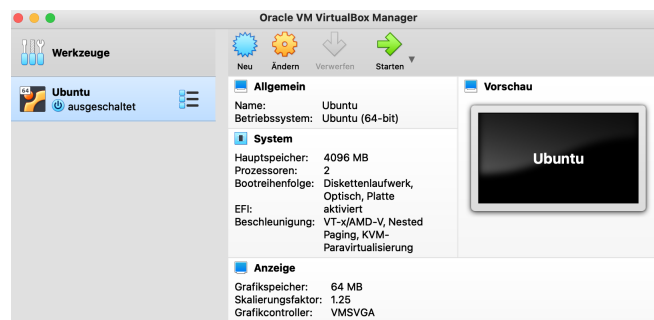 Oracle VM VirtualBox Manager
Werkzeuge
Neu Ändern Verwerfen Starten
64
Ubuntu
ausgeschaltet
Allgemein
Name: Ubuntu
Betriebssystem: Ubuntu (64-bit)
System
Hauptspeicher: 4096 MB
Prozessoren: 2
Bootreihenfolge: Diskettenlaufwerk,
Optisch, Platte
EFI: aktiviert
Beschleunigung: VT-x/AMD-V, Nested
Paging, KVM-
Paravirtualisierung
Vorschau
Ubuntu
Anzeige
Grafikspeicher: 64 MB
Skalierungsfaktor: 1.25
Grafikcontroller: VMSVGA